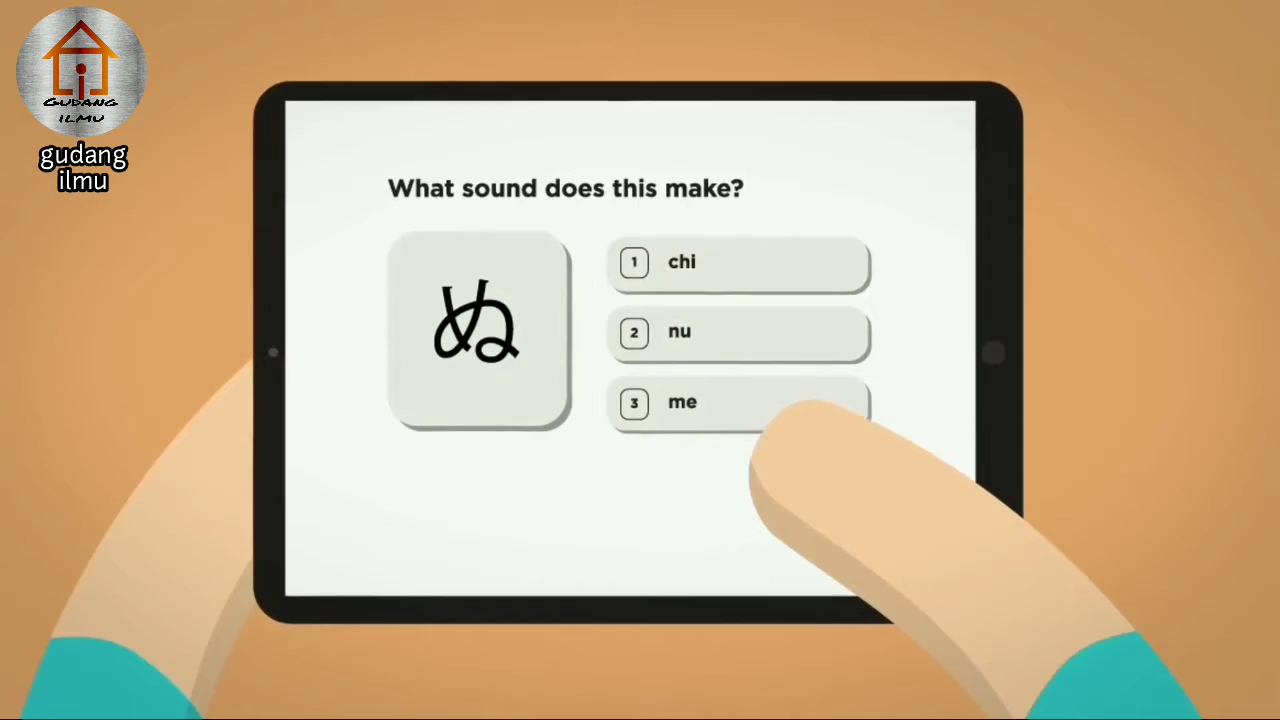 GUDANG
ILMU
gudang
ilmu
What sound does this make?
ぬ
1 chi
2 nu
3 me